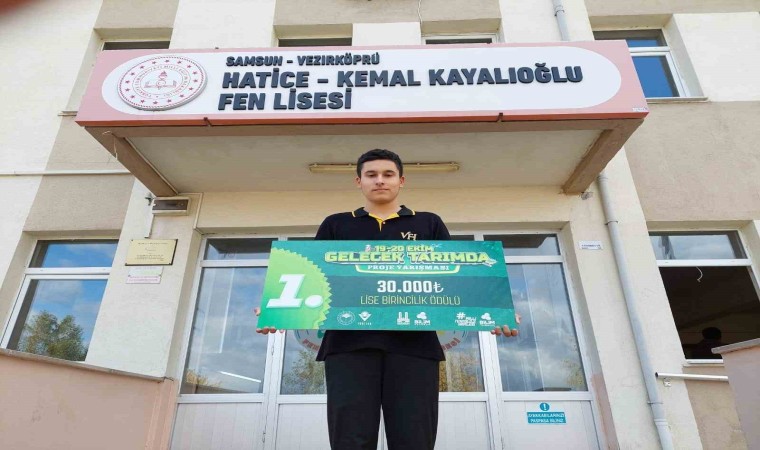 SAMSUN - VEZİRKÖPRÜ
HATİCE - KEMAL KAYALIOĞLU
FEN LİSESİ
19-20 EKİM
GELECEK TARIMDA
PROJE YARIŞMASI
1.
30.000₺
LİSE BİRİNCİLİK ÖDÜLÜ